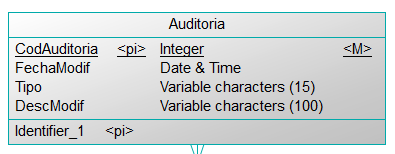 Auditoria
CodAuditoria <pi> Integer <M>
FechaModif Date & Time
Tipo Variable characters (15)
DescModif Variable characters (100)
Identifier_1 <pi>